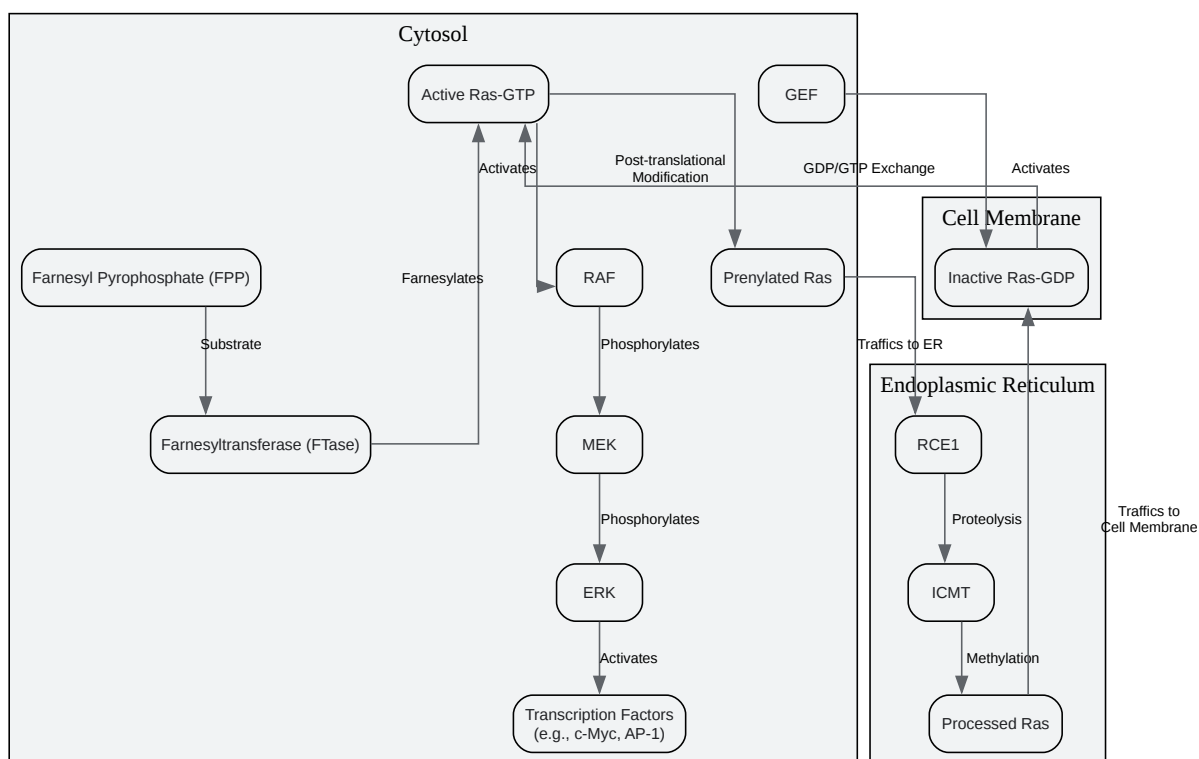 Cytosol
Active Ras-GTP
GEF
Activates
Post-translational
Modification
GDP/GTP Exchange
Activates
Cell Membrane
Farnesyl Pyrophosphate (FPP)
Farnesylates
RAF
Prenylated Ras
Inactive Ras-GDP
Substrate
Phosphorylates
Traffics to ER
Endoplasmic Reticulum
Farnesyltransferase (FTase)
MEK
RCE1
Phosphorylates
Proteolysis
Traffics to
Cell Membrane
ERK
ICMT
Activates
Methylation
Transcription Factors
(e.g., c-Myc, AP-1)
Processed Ras